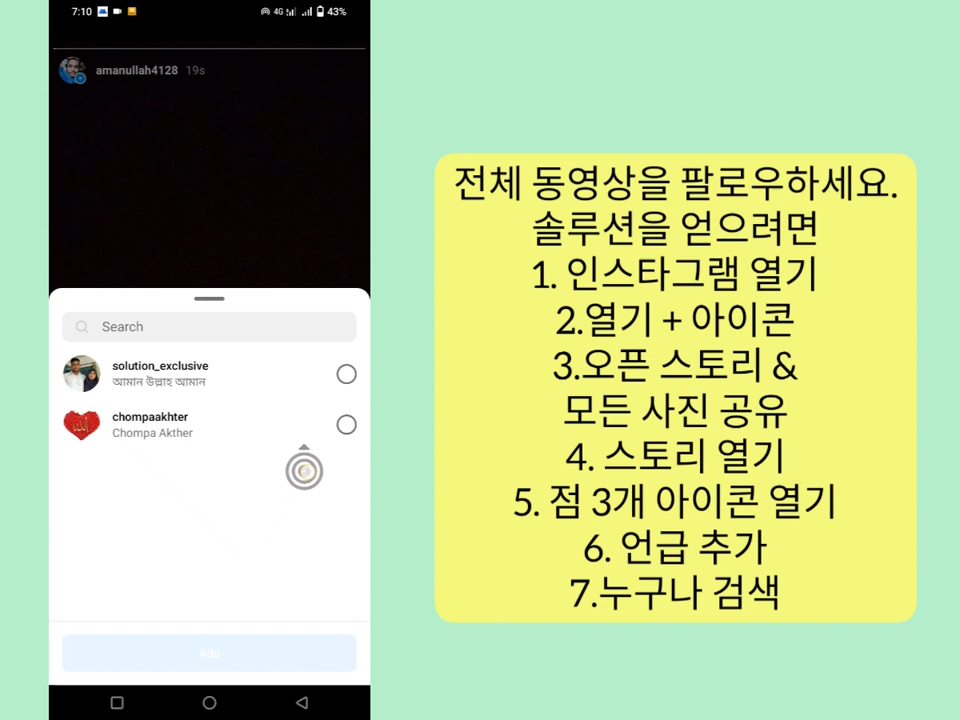 7:10
4G
43%
amanullah4128 19s
Search
solution_exclusive
আমান উল্লাহ আমান
chompaakhter
Chompa Akther
Add
전체 동영상을 팔로우하세요.
솔루션을 얻으려면
1. 인스타그램 열기
2.열기 + 아이콘
3.오픈 스토리 &
모든 사진 공유
4. 스토리 열기
5. 점 3개 아이콘 열기
6. 언급 추가
7.누구나 검색